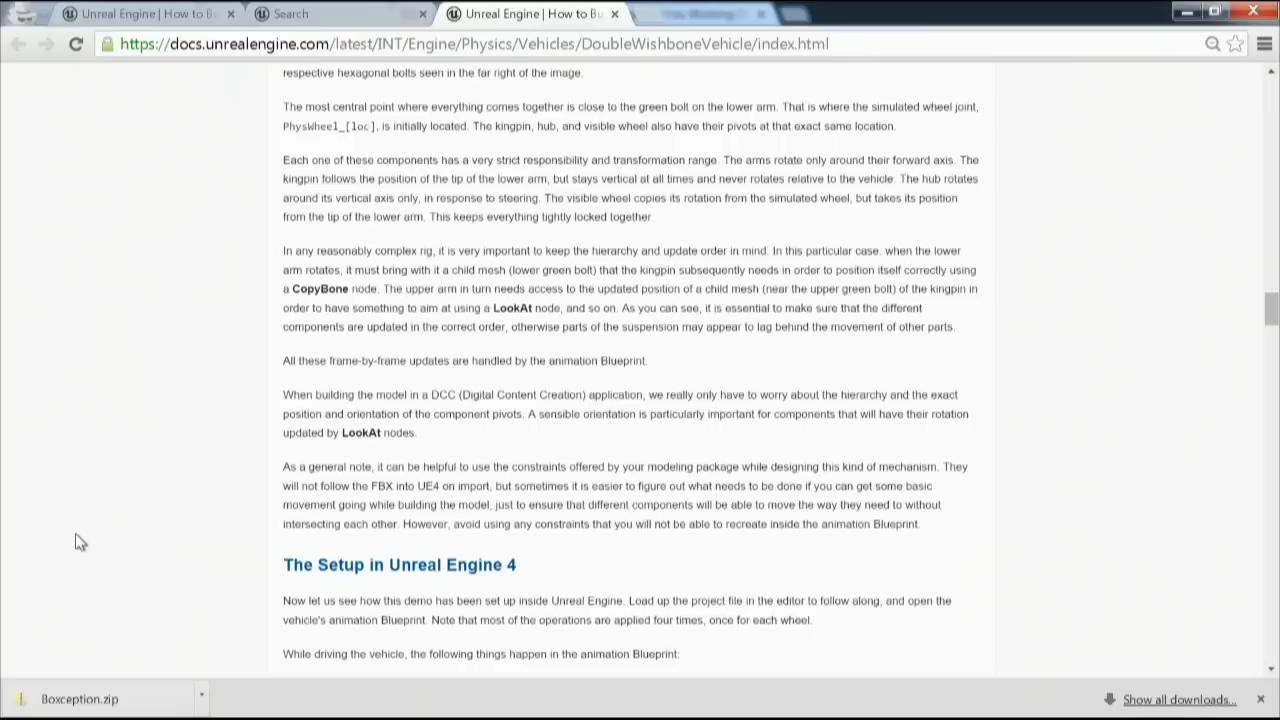 Unreal Engine | How to B
Search
Unreal Engine | How to Bu
https://docs.unrealengine.com/latest/INT/Engine/Physics/Vehicles/DoubleWishboneVehicle/index.html
respective hexagonal bolts seen in the far right of the image.
The most central point where everything comes together is close to the green bolt on the lower arm. That is where the simulated wheel joint,
PhysWheel_[loc], is initially located. The kingpin, hub, and visible wheel also have their pivots at that exact same location.
Each one of these components has a very strict responsibility and transformation range. The arms rotate only around their forward axis. The
kingpin follows the position of the tip of the lower arm, but stays vertical at all times and never rotates relative to the vehicle. The hub rotates
around its vertical axis only, in response to steering. The visible wheel copies its rotation from the simulated wheel, but takes its position
from the tip of the lower arm. This keeps everything tightly locked together.
In any reasonably complex rig, it is very important to keep the hierarchy and update order in mind. In this particular case, when the lower
arm rotates, it must bring with it a child mesh (lower green bolt) that the kingpin subsequently needs in order to position itself correctly using
a CopyBone node. The upper arm in turn needs access to the updated position of a child mesh (near the upper green bolt) of the kingpin in
order to have something to aim at using a LookAt node, and so on. As you can see, it is essential to make sure that the different
components are updated in the correct order, otherwise parts of the suspension may appear to lag behind the movement of other parts.
All these frame-by-frame updates are handled by the animation Blueprint.
When building the model in a DCC (Digital Content Creation) application, we really only have to worry about the hierarchy and the exact
position and orientation of the component pivots. A sensible orientation is particularly important for components that will have their rotation
updated by LookAt nodes.
As a general note, it can be helpful to use the constraints offered by your modeling package while designing this kind of mechanism. They
will not follow the FBX into UE4 on import, but sometimes it is easier to figure out what needs to be done if you can get some basic
movement going while building the model, just to ensure that different components will be able to move the way they need to without
intersecting each other. However, avoid using any constraints that you will not be able to recreate inside the animation Blueprint.
The Setup in Unreal Engine 4
Now let us see how this demo has been set up inside Unreal Engine. Load up the project file in the editor to follow along, and open the
vehicle's animation Blueprint. Note that most of the operations are applied four times, once for each wheel.
While driving the vehicle, the following things happen in the animation Blueprint:
Boxception.zip
Show all downloads...